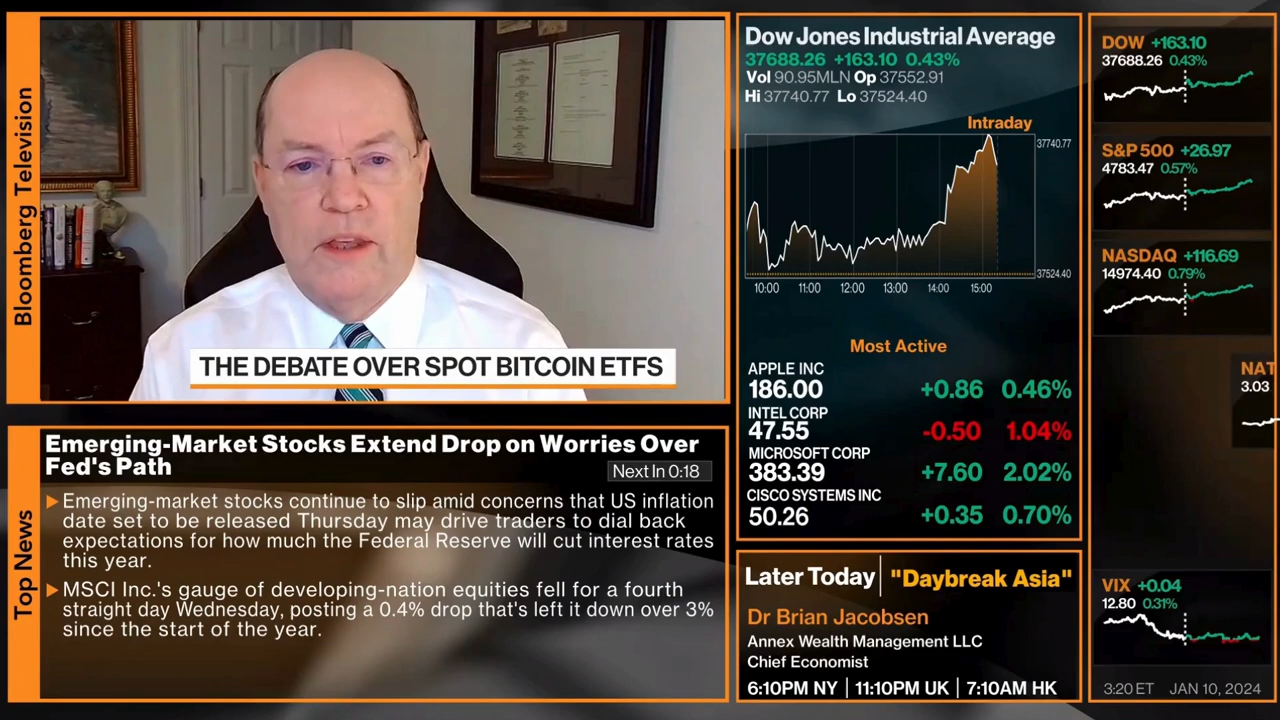 Bloomberg Television
THE DEBATE OVER SPOT BITCOIN ETFS
Top News
Emerging-Market Stocks Extend Drop on Worries Over
Fed's Path
Next In 0:18
Emerging-market stocks continue to slip amid concerns that US inflation
date set to be released Thursday may drive traders to dial back
expectations for how much the Federal Reserve will cut interest rates
this year.
MSCI Inc.'s gauge of developing-nation equities fell for a fourth
straight day Wednesday, posting a 0.4% drop that's left it down over 3%
since the start of the year.
Dow Jones Industrial Average
37688.26 +163.10 0.43%
Vol 90.95MLN Op 37552.91
Hi 37740.77 Lo 37524.40
Intraday
37740.77
37524.40
10:00 11:00 12:00 13:00 14:00 15:00
Most Active
APPLE INC
186.00 +0.86 0.46%
INTEL CORP
47.55 -0.50 1.04%
MICROSOFT CORP
383.39 +7.60 2.02%
CISCO SYSTEMS INC
50.26 +0.35 0.70%
Later Today "Daybreak Asia"
Dr Brian Jacobsen
Annex Wealth Management LLC
Chief Economist
6:10PM NY 11:10PM UK 7:10AM HK
DOW +163.10
37688.26 0.43%
S&P 500 +26.97
4783.47 0.57%
NASDAQ +116.69
14974.40 0.79%
NAT
3.03
VIX +0.04
12.80 0.31%
3:20 ET JAN 10, 2024